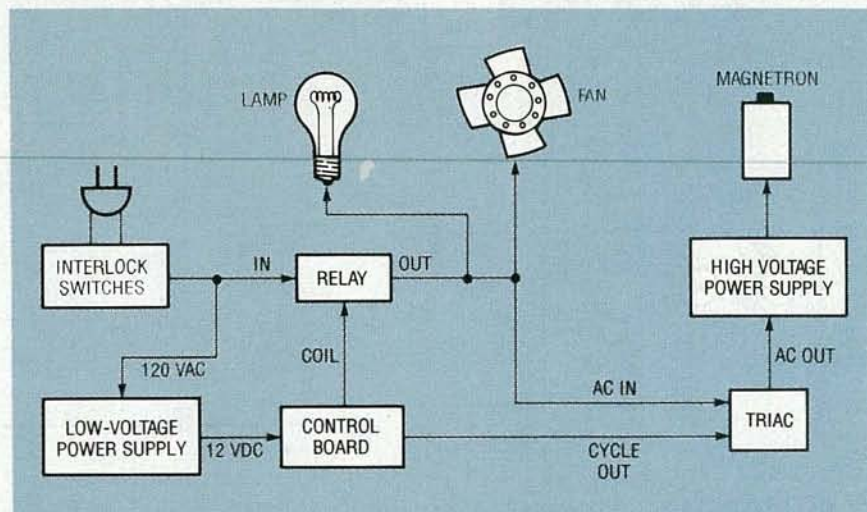 LAMP
FAN
MAGNETRON
INTERLOCK
SWITCHES
IN
RELAY
OUT
HIGH VOLTAGE
POWER SUPPLY
COIL
120 VAC
AC OUT
LOW-VOLTAGE
POWER SUPPLY
12 VDC
CONTROL
BOARD
AC IN
TRIAC
CYCLE
OUT